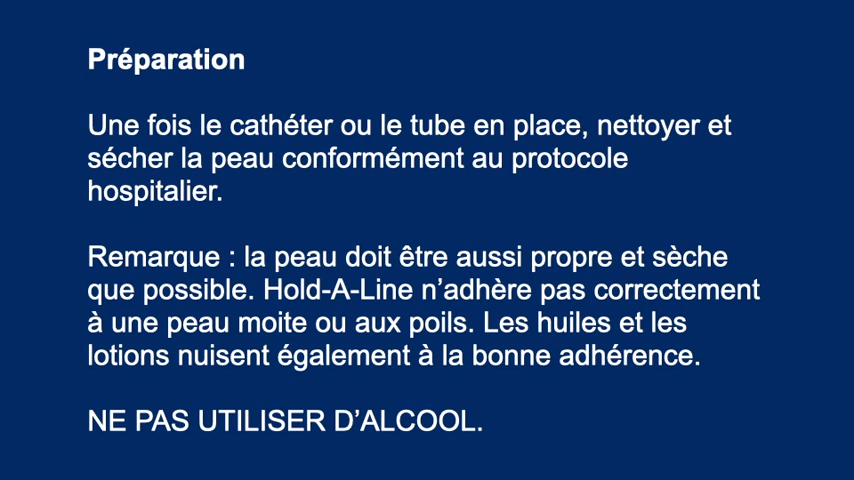 Préparation
Une fois le cathéter ou le tube en place, nettoyer et
sécher la peau conformément au protocole
hospitalier.
Remarque : la peau doit être aussi propre et sèche
que possible. Hold-A-Line n’adhère pas correctement
à une peau moite ou aux poils. Les huiles et les
lotions nuisent également à la bonne adhérence.
NE PAS UTILISER D’ALCOOL.